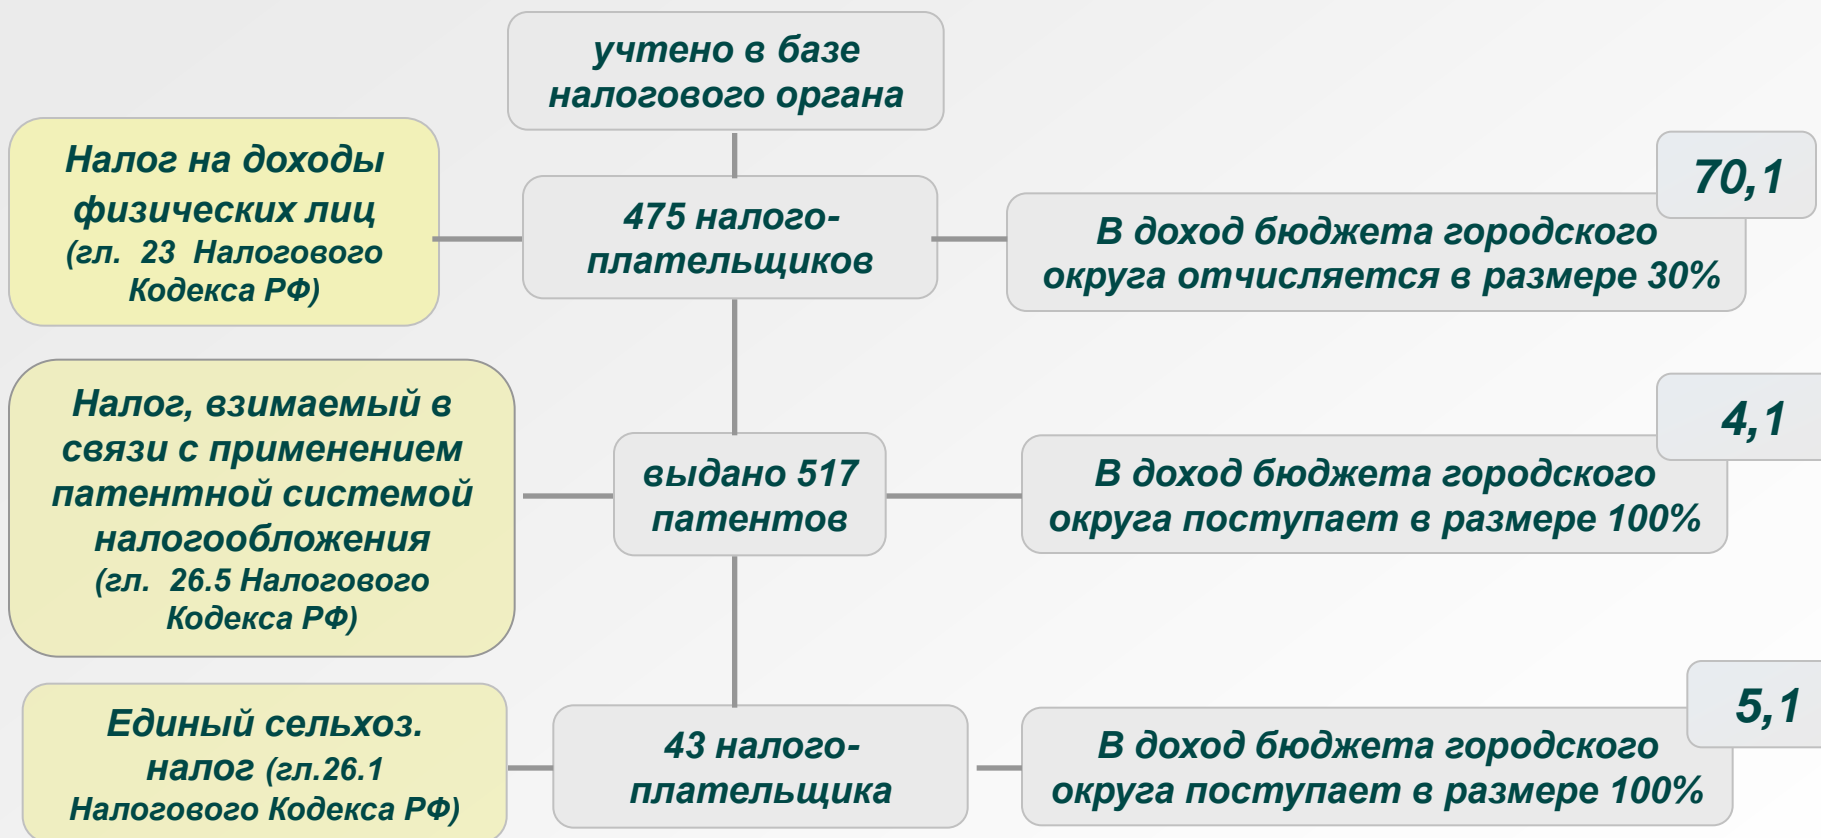 учтено в базе
налогового органа
Налог на доходы
физических лиц
(гл. 23 Налогового
Кодекса РФ)
475 налого-
плательщиков
70,1
В доход бюджета городского
округа отчисляется в размере 30%
Налог, взимаемый в
связи с применением
патентной системой
налогообложения
(гл. 26.5 Налогового
Кодекса РФ)
выдано 517
патентов
4,1
В доход бюджета городского
округа поступает в размере 100%
Единый сельхоз.
налог (гл.26.1
Налогового Кодекса РФ)
43 налого-
плательщика
5,1
В доход бюджета городского
округа поступает в размере 100%